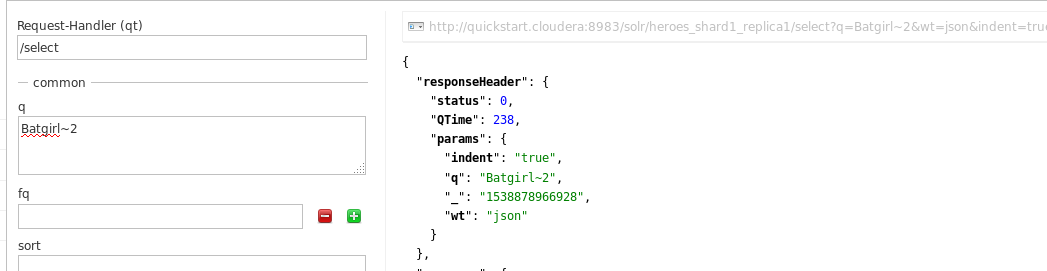 Request-Handler (qt)
/select
common
q
Batgirl~2
fq
sort
http://quickstart.cloudera:8983/solr/heroes_shard1_replica1/select?q=Batgirl~2&wt=json&indent=true
{
"responseHeader": {
"status": 0,
"QTime": 238,
"params": {
"indent": "true",
"q": "Batgirl~2",
"_": "1538878966928",
"wt": "json"
}
},